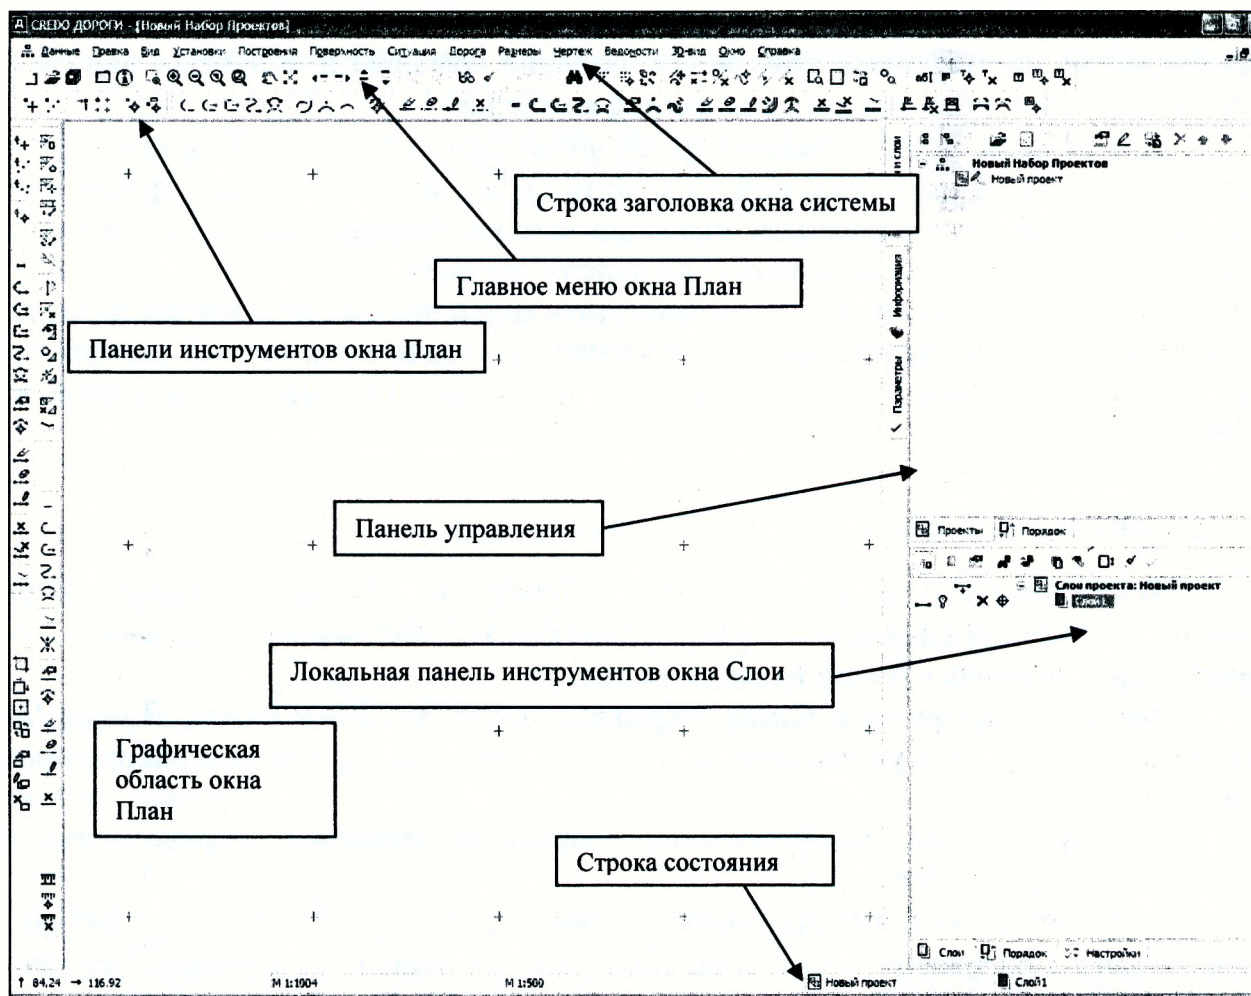 CREDO ДОРОГИ - [Новый Набор Проектов]
Данные Правка Вид Установки Построения Поверхность Ситуация Дорога Размеры Чертеж Ведомости 3D-вид Окно Справка
Новый Набор Проектов
Новый проект
и слои
Строка заголовка окна системы
Информация
Главное меню окна План
Панели инструментов окна План
Параметры
Панель управления
Проекты Порядок
Слои проекта: Новый проект
Слой1
Локальная панель инструментов окна Слои
Графическая
область окна
План
Строка состояния
Слои Порядок Настройки
84,24 116.92 М 1:1004 М 1:500 Новый проект Слой1